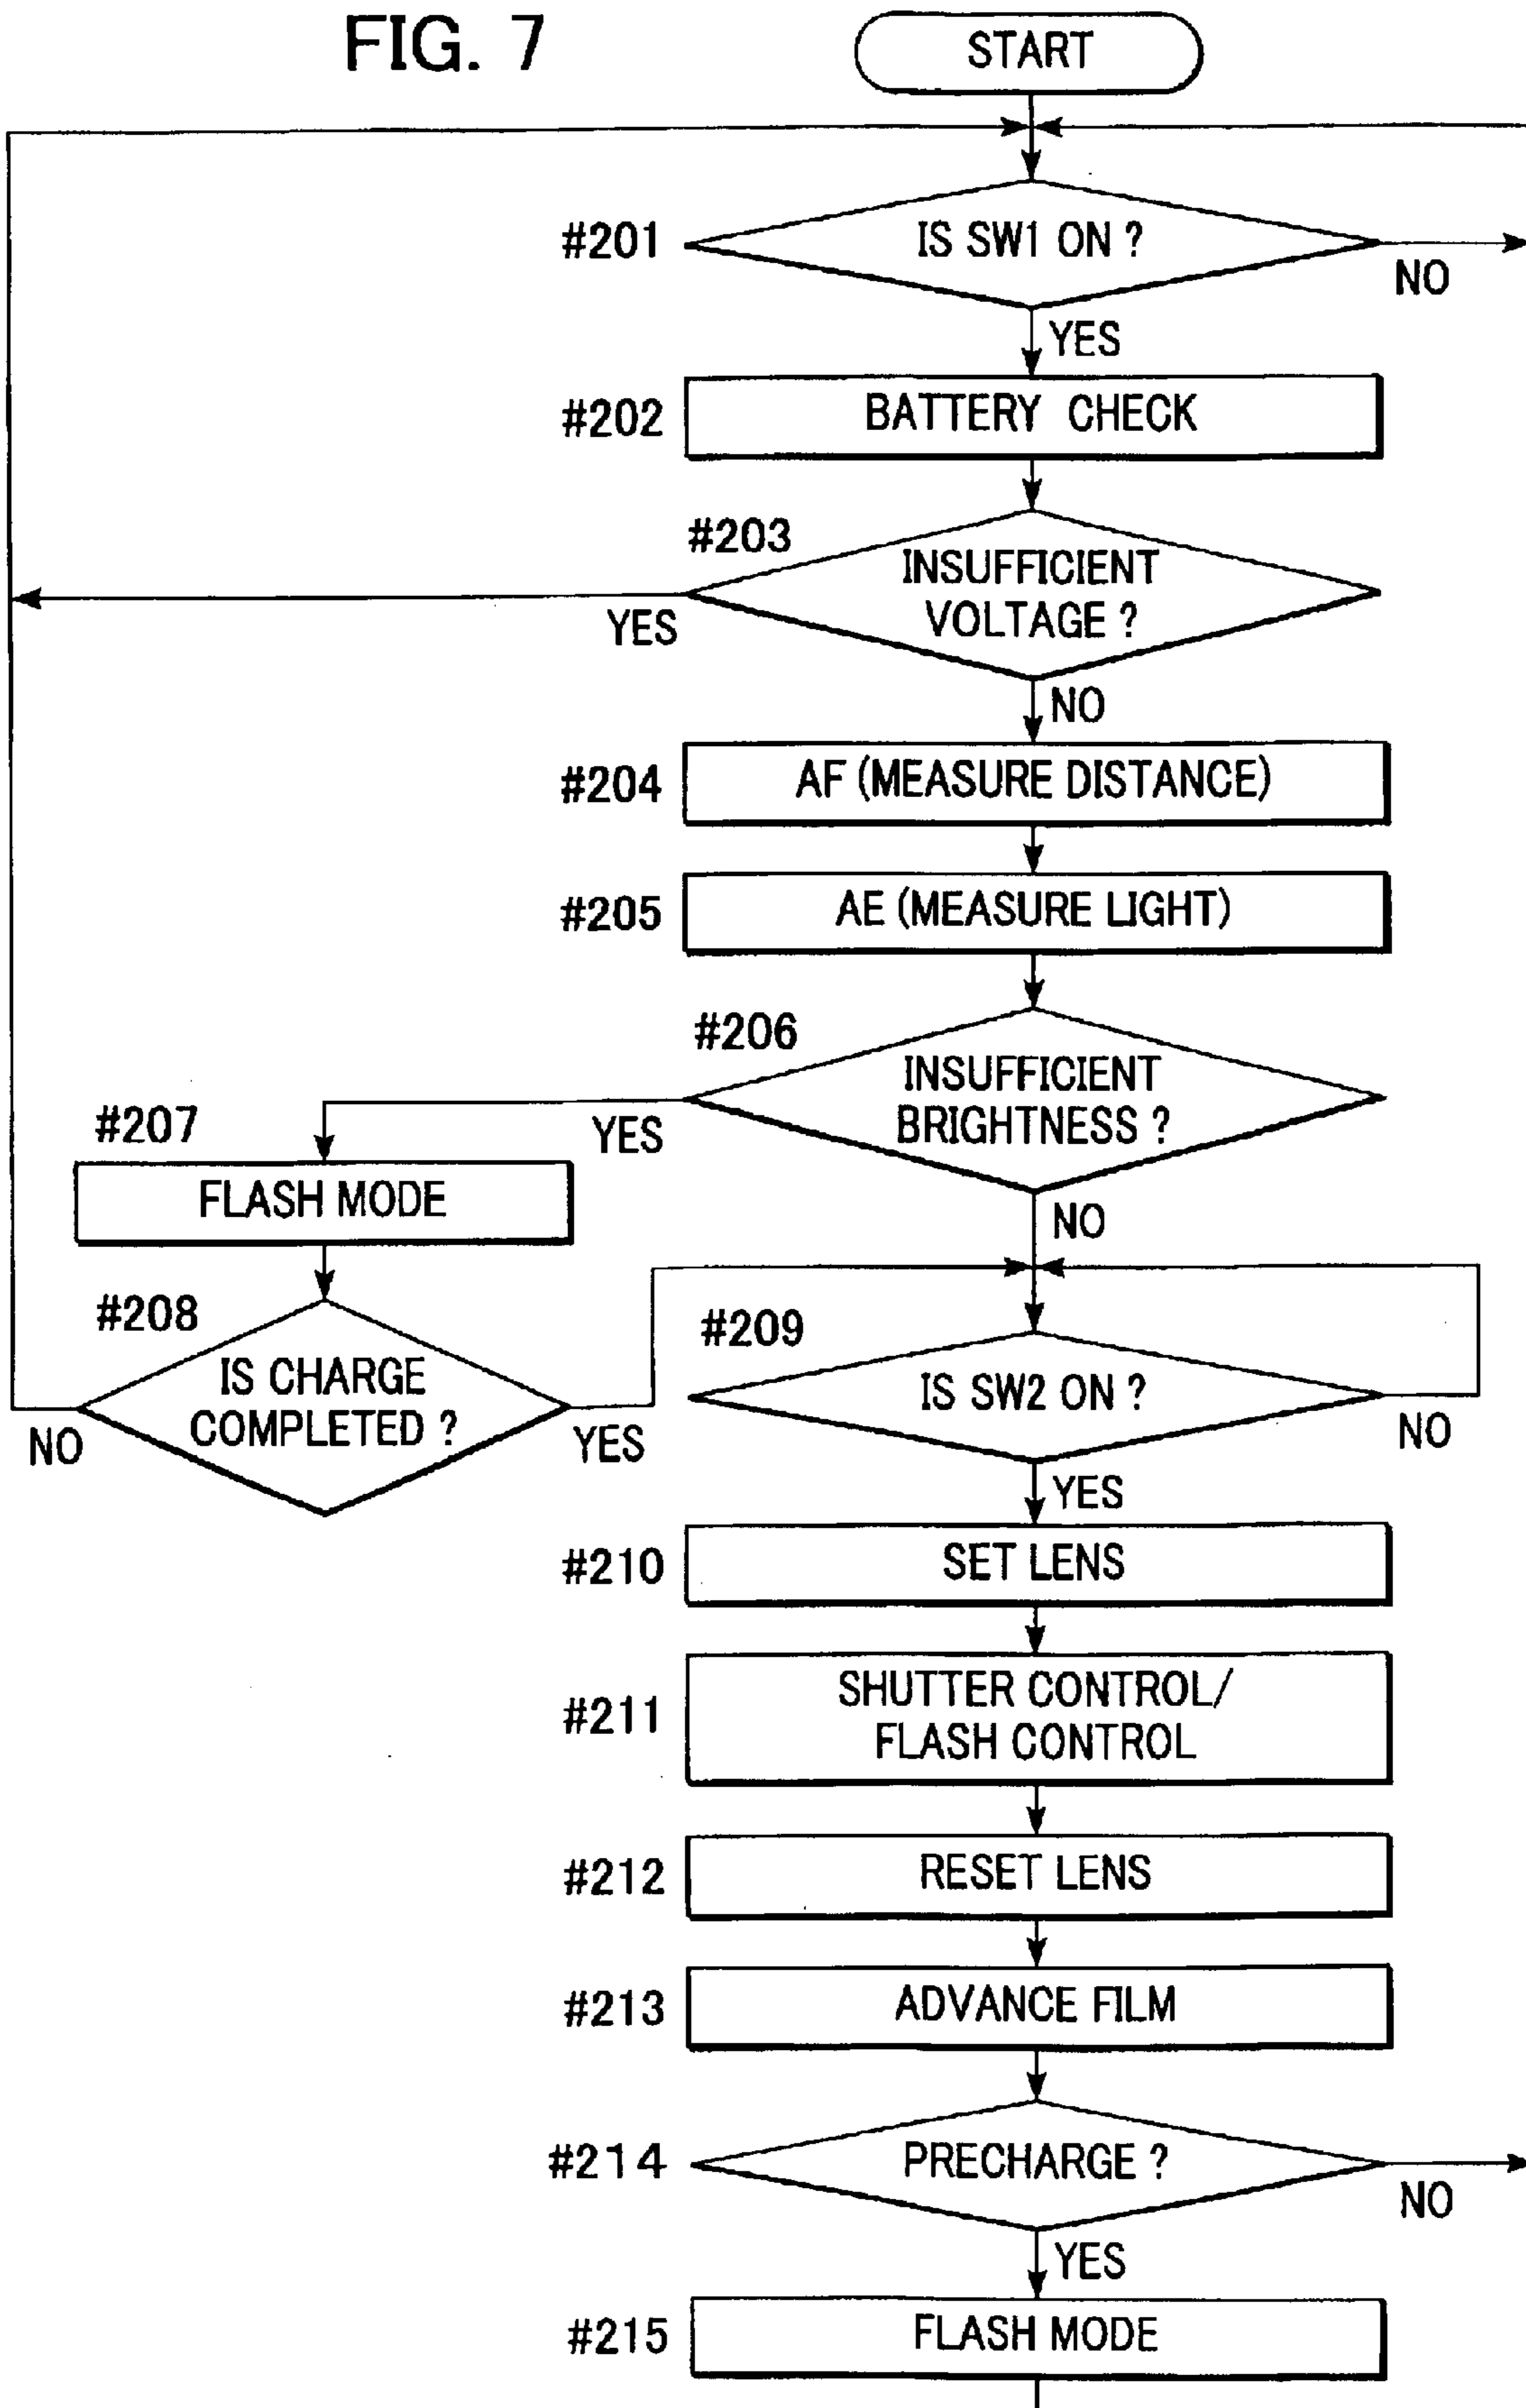 FIG. 7
START
#201
IS SW1 ON ?
NO
YES
#202
BATTERY CHECK
#203
INSUFFICIENT
VOLTAGE ?
YES
NO
#204
AF (MEASURE DISTANCE)
#205
AE (MEASURE LIGHT)
#206
INSUFFICIENT
BRIGHTNESS ?
YES
NO
#207
FLASH MODE
#208
IS CHARGE
COMPLETED ?
NO
YES
#209
IS SW2 ON ?
NO
YES
#210
SET LENS
#211
SHUTTER CONTROL/
FLASH CONTROL
#212
RESET LENS
#213
ADVANCE FILM
#214
PRECHARGE ?
NO
YES
#215
FLASH MODE